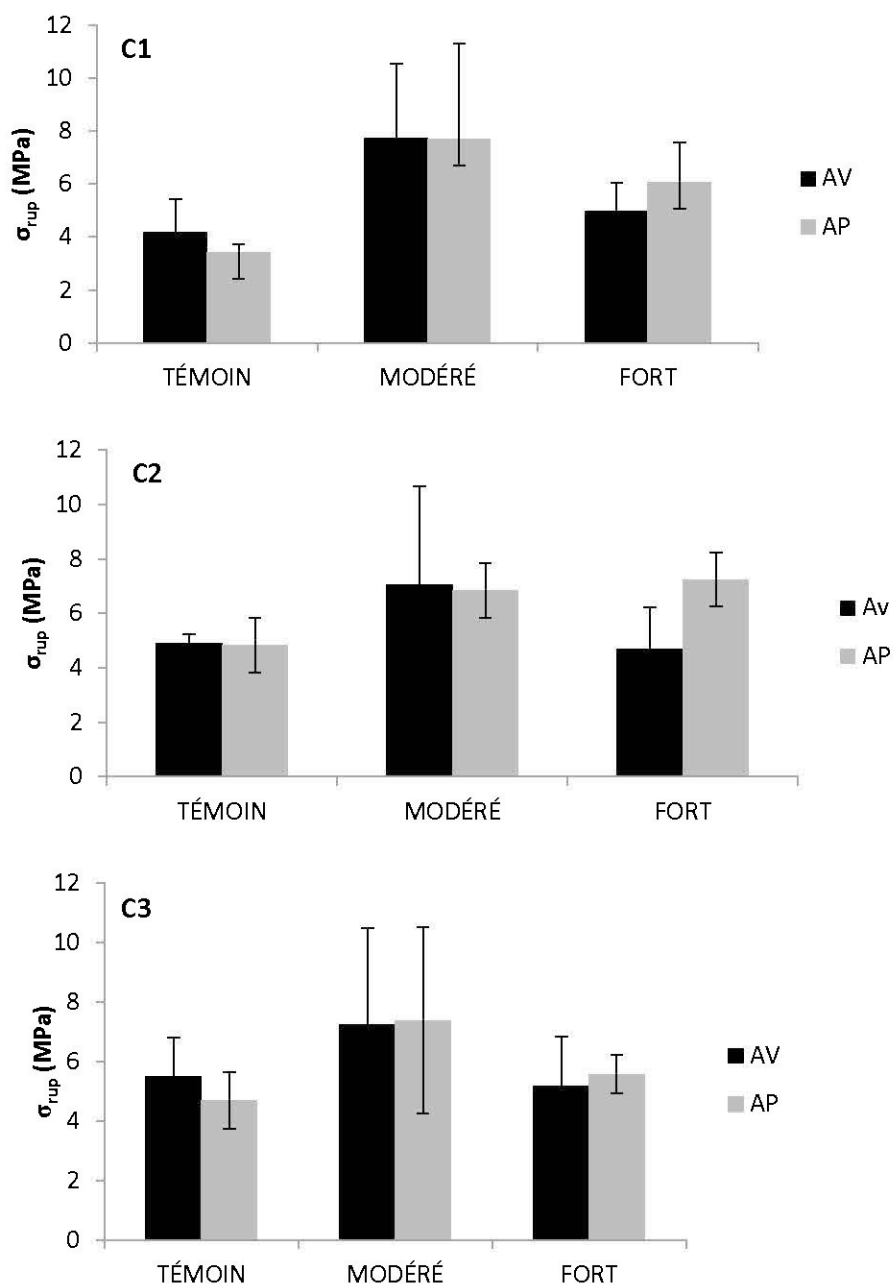 C1
σrup (MPa)
12
10
8
6
4
2
0
TÉMOIN MODÉRÉ FORT
AV
AP
C2
σrup (MPa)
12
10
8
6
4
2
0
TÉMOIN MODÉRÉ FORT
Av
AP
C3
σrup (MPa)
12
10
8
6
4
2
0
TÉMOIN MODÉRÉ FORT
AV
AP